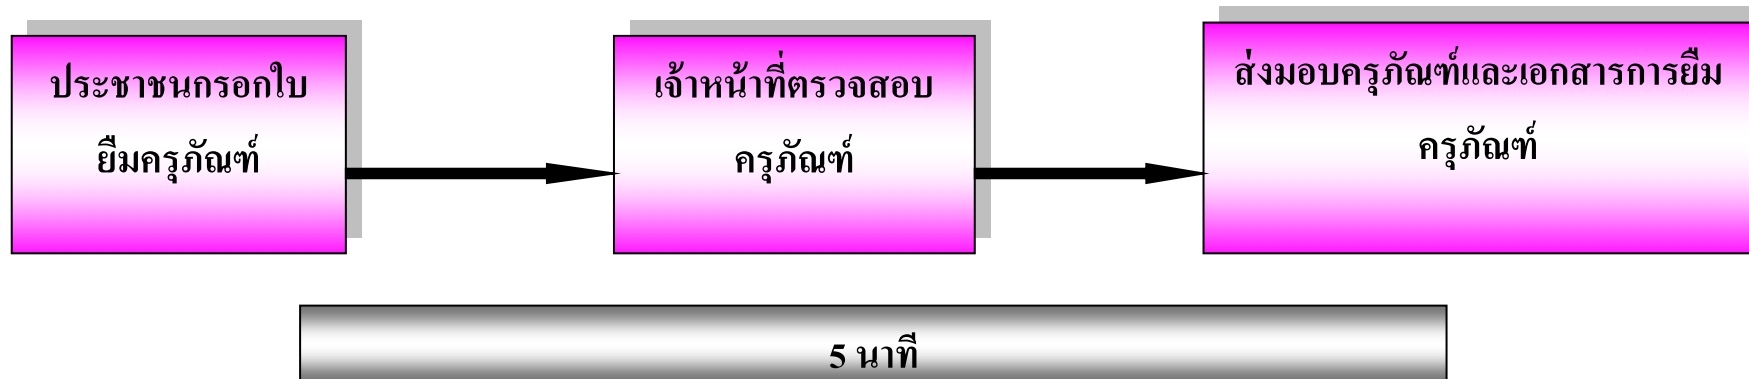 ประชาชนกรอกใบ
ยืมครุภัณฑ์
เจ้าหน้าที่ตรวจสอบ
ครุภัณฑ์
ส่งมอบครุภัณฑ์และเอกสารการยืม
ครุภัณฑ์
5 นาที